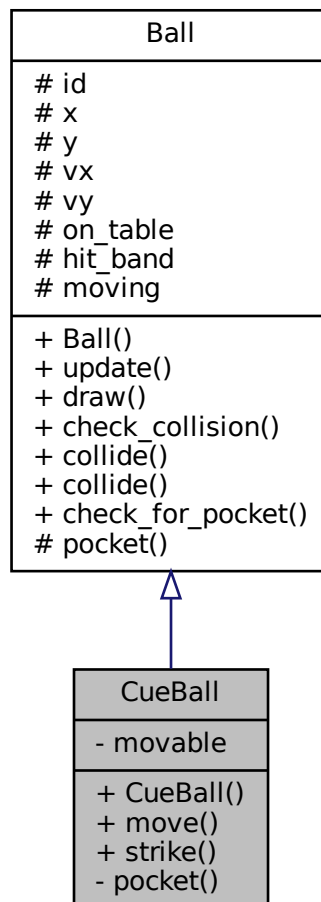 Ball
# id
# x
# y
# vx
# vy
# on_table
# hit_band
# moving
+ Ball()
+ update()
+ draw()
+ check_collision()
+ collide()
+ collide()
+ check_for_pocket()
# pocket()
CueBall
- movable
+ CueBall()
+ move()
+ strike()
- pocket()